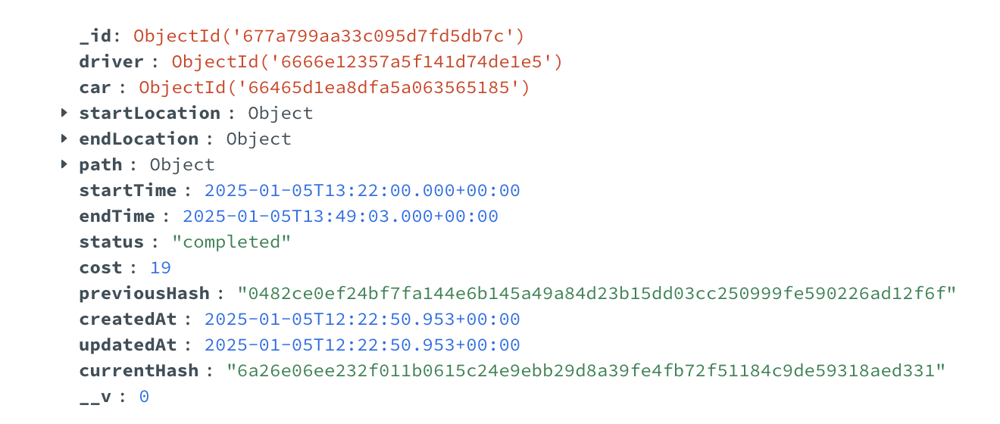 _id: ObjectId('677a799aa33c095d7fd5db7c')
driver : ObjectId('6666e12357a5f141d74de1e5')
car : ObjectId('66465d1ea8dfa5a063565185')
startLocation : Object
endLocation : Object
path : Object
startTime : 2025-01-05T13:22:00.000+00:00
endTime : 2025-01-05T13:49:03.000+00:00
status : "completed"
cost : 19
previousHash : "0482ce0ef24bf7fa144e6b145a49a84d23b15dd03cc250999fe590226ad12f6f"
createdAt : 2025-01-05T12:22:50.953+00:00
updatedAt : 2025-01-05T12:22:50.953+00:00
currentHash : "6a26e06ee232f011b0615c24e9ebb29d8a39fe4fb72f51184c9de59318aed331"
__v : 0